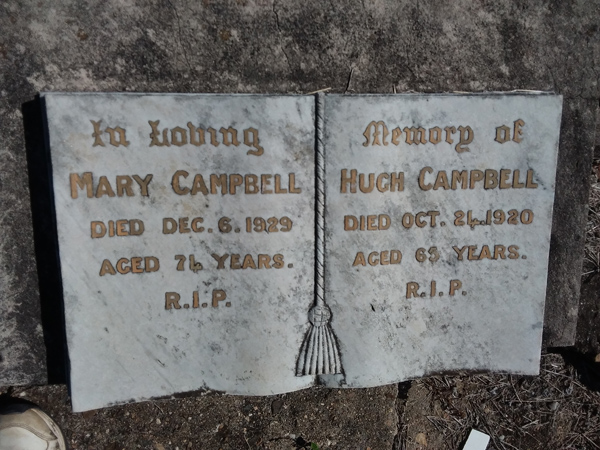 In Loving
MARY CAMPBELL
DIED DEC. 6. 1929
AGED 74 YEARS.
R.I.P.
Memory of
HUGH CAMPBELL
DIED OCT. 24. 1920
AGED YEARS.
R.I.P.